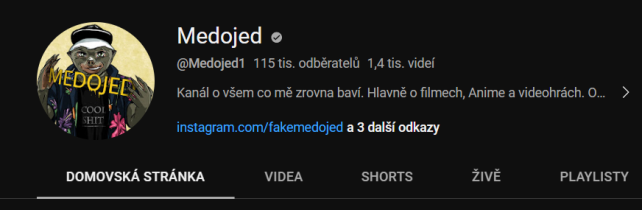 Medojed
@Medojed1 115 tis. odběratelů 1,4 tis. videí
Kanál o všem co mě zrovna baví. Hlavně o filmech, Anime a videohrách. O...
instagram.com/fakemedojed a 3 další odkazy
MEDOJED
COOL
SHIT
DOMOVSKÁ STRÁNKA VIDEA SHORTS ŽIVĚ PLAYLISTY